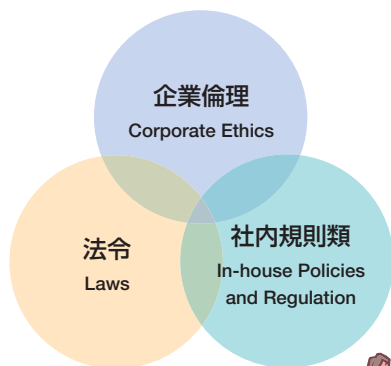 企業倫理
Corporate Ethics
法令
Laws
社内規則類
In-house Policies
and Regulation